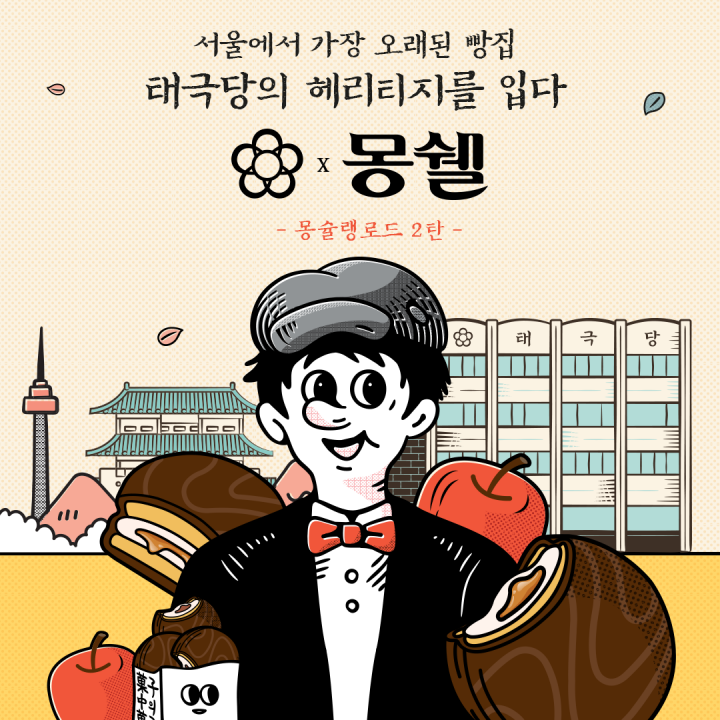 서울에서 가장 오래된 빵집
태극당의 헤리티지를 입다
x 몽쉘
- 몽슐랭로드 2탄 -
태극당